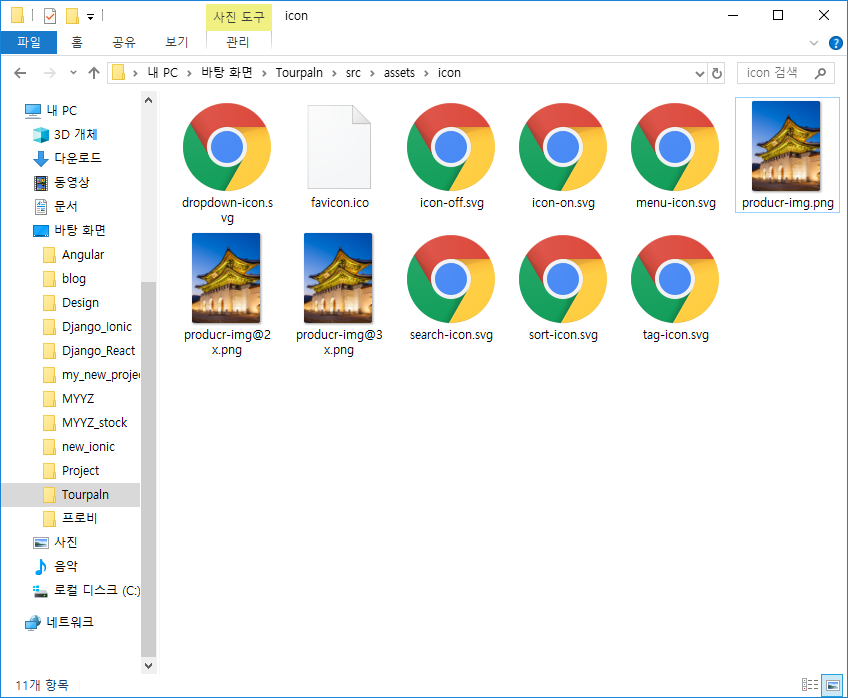 사진 도구
icon
파일
홈
공유
보기
관리
내 PC › 바탕 화면 › Tourpaln › src › assets › icon
icon 검색
내 PC
3D 개체
다운로드
동영상
문서
바탕 화면
Angular
blog
Design
Django_Ionic
Django_React
my_new_projec
MYYZ
MYYZ_stock
new_ionic
Project
Tourpaln
프로비
사진
음악
로컬 디스크 (C:)
네트워크
dropdown-icon.s
vg
favicon.ico
icon-off.svg
icon-on.svg
menu-icon.svg
producr-img.png
producr-img@2
x.png
producr-img@3
x.png
search-icon.svg
sort-icon.svg
tag-icon.svg
11개 항목